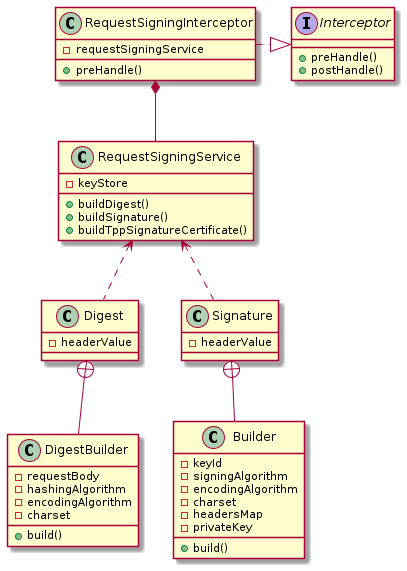 C RequestSigningInterceptor
requestSigningService
preHandle()
I Interceptor
preHandle()
postHandle()
C RequestSigningService
keyStore
buildDigest()
buildSignature()
buildTppSignatureCertificate()
C Digest
headerValue
C Signature
headerValue
C DigestBuilder
requestBody
hashingAlgorithm
encodingAlgorithm
charset
build()
C Builder
keyId
signingAlgorithm
encodingAlgorithm
charset
headersMap
privateKey
build()